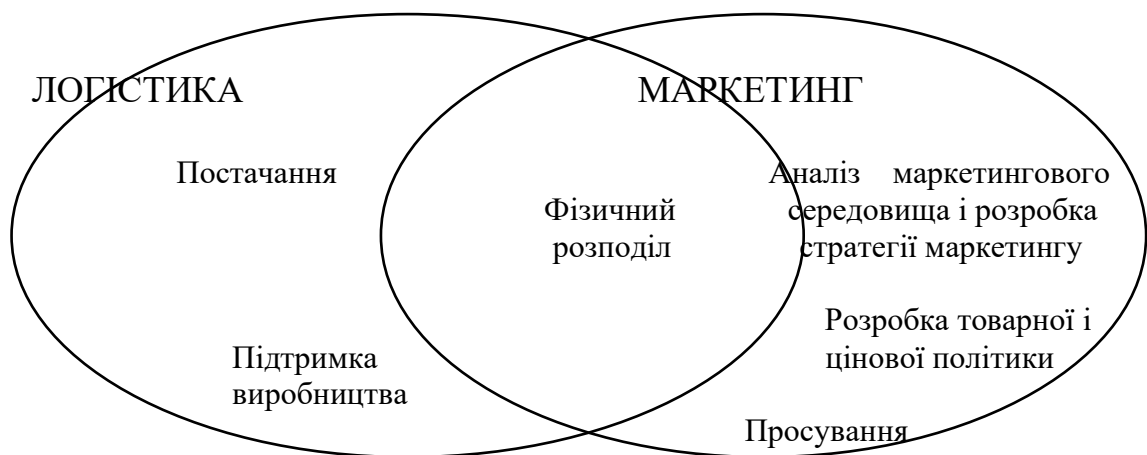 ЛОГІСТИКА
МАРКЕТИНГ
Постачання
Фізичний
розподіл
Аналіз маркетингового
середовища і розробка
стратегії маркетингу
Розробка товарної і
цінової політики
Підтримка
виробництва
Просування